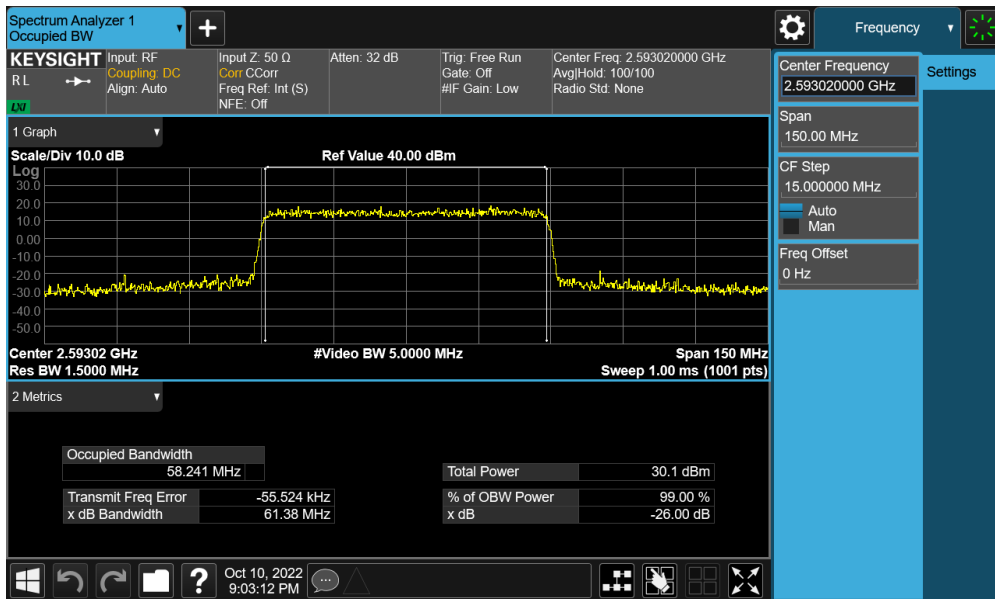 Spectrum Analyzer 1
Occupied BW
Frequency
KEYSIGHT
R L
LXI
Input: RF
Coupling: DC
Align: Auto
Input Z: 50 Ω
Corr CCorr
Freq Ref: Int (S)
NFE: Off
Atten: 32 dB
Trig: Free Run
Gate: Off
#IF Gain: Low
Center Freq: 2.593020000 GHz
Avg|Hold: 100/100
Radio Std: None
Center Frequency
2.593020000 GHz
Settings
Span
150.00 MHz
CF Step
15.000000 MHz
Auto
Man
Freq Offset
0 Hz
1 Graph
Scale/Div 10.0 dB
Ref Value 40.00 dBm
Log
30.0
20.0
10.0
0.00
-10.0
-20.0
-30.0
-40.0
-50.0
Center 2.59302 GHz
#Video BW 5.0000 MHz
Span 150 MHz
Res BW 1.5000 MHz
Sweep 1.00 ms (1001 pts)
2 Metrics
Occupied Bandwidth
58.241 MHz
Total Power 30.1 dBm
Transmit Freq Error -55.524 kHz
% of OBW Power 99.00 %
x dB Bandwidth 61.38 MHz
x dB -26.00 dB
Oct 10, 2022
9:03:12 PM